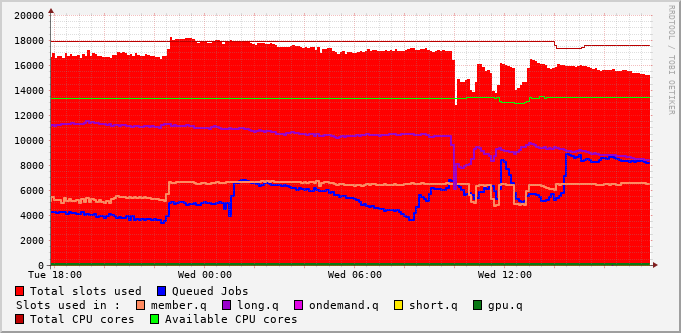 RRDTOOL / TOBI OETIKER
20000
18000
16000
14000
12000
10000
8000
6000
4000
2000
0
Tue 18:00 Wed 00:00 Wed 06:00 Wed 12:00
Total slots used Queued Jobs
Slots used in : member.q long.q ondemand.q short.q gpu.q
Total CPU cores Available CPU cores